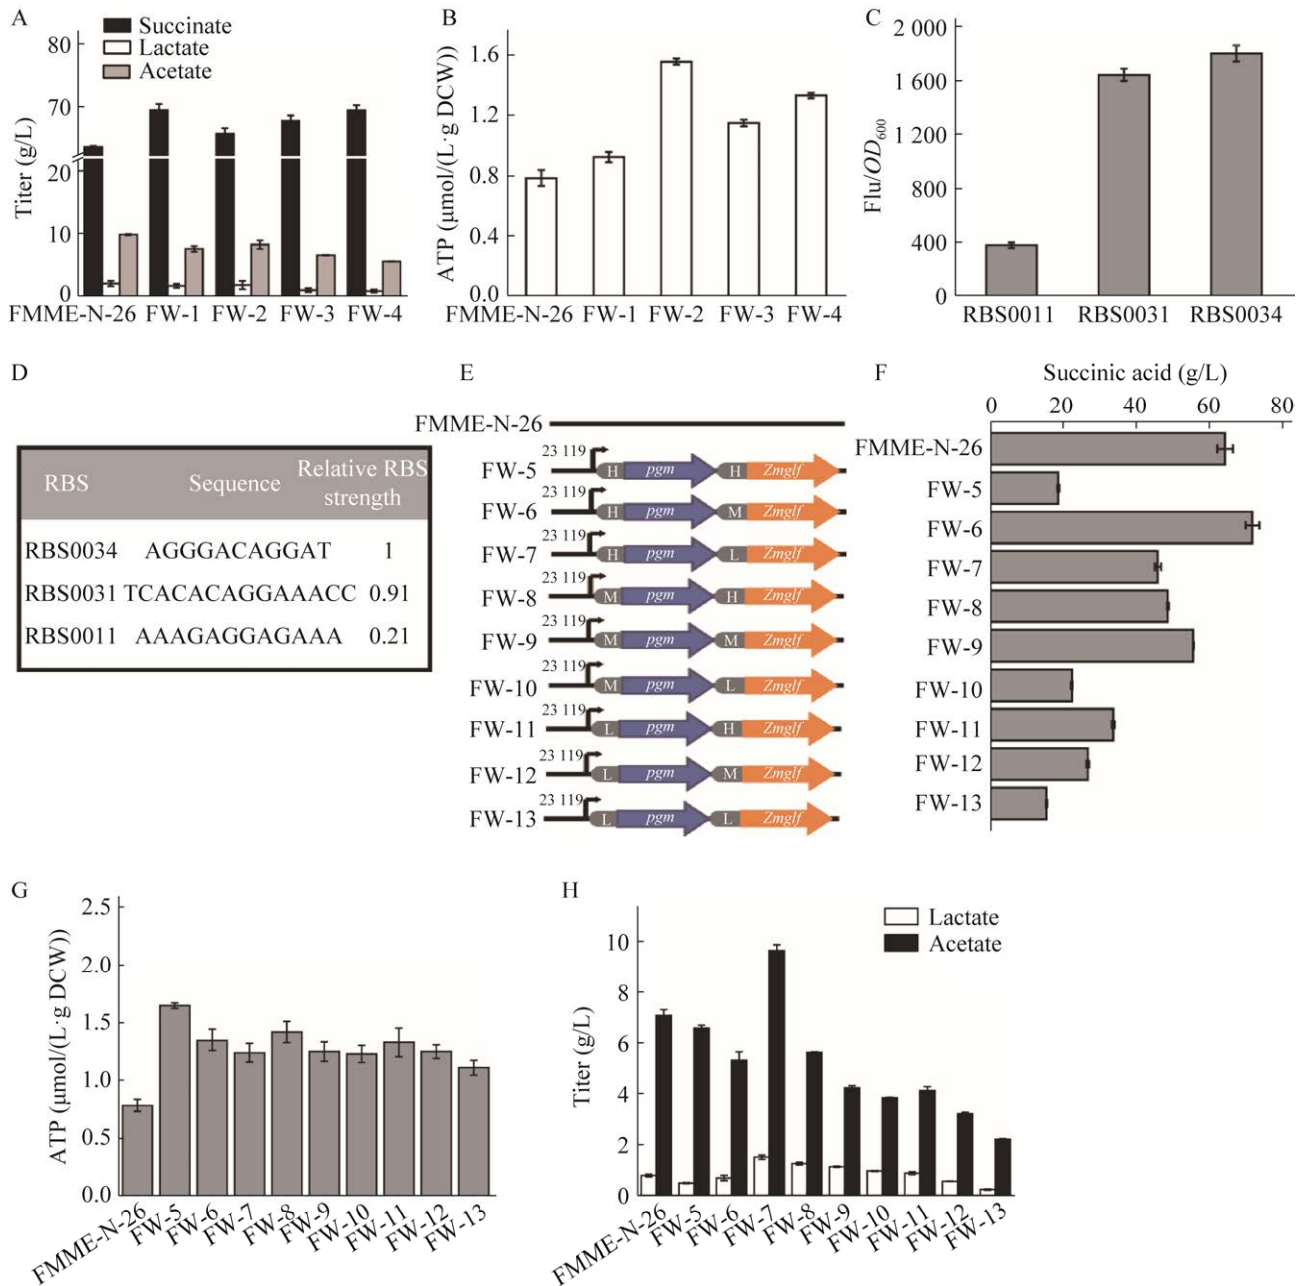 A
Succinate
Lactate
Acetate
Titer (g/L)
80
70
20
10
0
FMME-N-26 FW-1 FW-2 FW-3 FW-4
B
ATP (μmol/(L·g DCW))
1.6
1.2
0.8
0.4
0.0
FMME-N-26 FW-1 FW-2 FW-3 FW-4
C
Flu/OD600
2 000
1 600
1 200
800
400
0
RBS0011 RBS0031 RBS0034
D
RBS Sequence Relative RBS strength
RBS0034 AGGGACAGGAT 1
RBS0031 TCACACAGGAAACC 0.91
RBS0011 AAAGAGGAGAAA 0.21
E
FMME-N-26
23 119
FW-5 H pgm H Zmglf
23 119
FW-6 H pgm M Zmglf
23 119
FW-7 H pgm L Zmglf
23 119
FW-8 M pgm H Zmglf
23 119
FW-9 M pgm M Zmglf
23 119
FW-10 M pgm L Zmglf
23 119
FW-11 L pgm H Zmglf
23 119
FW-12 L pgm M Zmglf
23 119
FW-13 L pgm L Zmglf
F
Succinic acid (g/L)
0 20 40 60 80
FMME-N-26
FW-5
FW-6
FW-7
FW-8
FW-9
FW-10
FW-11
FW-12
FW-13
G
ATP (μmol/(L·g DCW))
2.5
2.0
1.5
1.0
0.5
0.0
FMME-N-26 FW-5 FW-6 FW-7 FW-8 FW-9 FW-10 FW-11 FW-12 FW-13
H
Lactate
Acetate
Titer (g/L)
10
8
6
4
2
0
FMME-N-26 FW-5 FW-6 FW-7 FW-8 FW-9 FW-10 FW-11 FW-12 FW-13